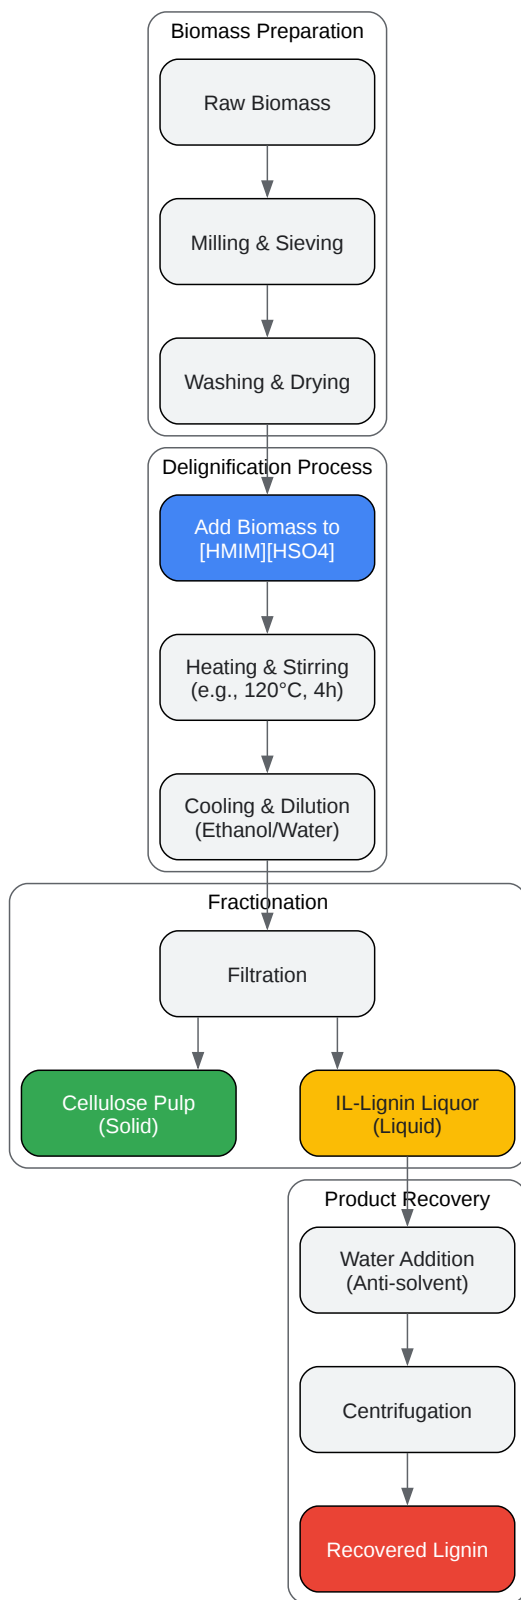 Biomass Preparation
Raw Biomass
Milling & Sieving
Washing & Drying
Delignification Process
Add Biomass to
[HMIM][HSO4]
Heating & Stirring
(e.g., 120°C, 4h)
Cooling & Dilution
(Ethanol/Water)
Fractionation
Filtration
Cellulose Pulp
(Solid)
IL-Lignin Liquor
(Liquid)
Product Recovery
Water Addition
(Anti-solvent)
Centrifugation
Recovered Lignin